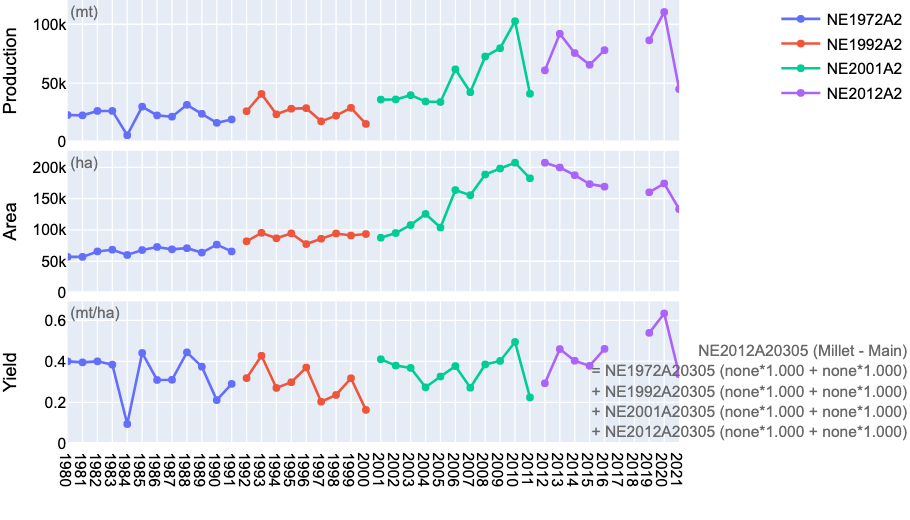 (mt)
Production
100k
50k
0
NE1972A2
NE1992A2
NE2001A2
NE2012A2
(ha)
Area
200k
150k
100k
50k
0
(mt/ha)
Yield
0.6
0.4
0.2
0
NE2012A20305 (Millet - Main)
= NE1972A20305 (none*1.000 + none*1.000)
+ NE1992A20305 (none*1.000 + none*1.000)
+ NE2001A20305 (none*1.000 + none*1.000)
+ NE2012A20305 (none*1.000 + none*1.000)
1980
1981
1982
1983
1984
1985
1986
1987
1988
1989
1990
1991
1992
1993
1994
1995
1996
1997
1998
1999
2000
2001
2002
2003
2004
2005
2006
2007
2008
2009
2010
2011
2012
2013
2014
2015
2016
2017
2018
2019
2020
2021